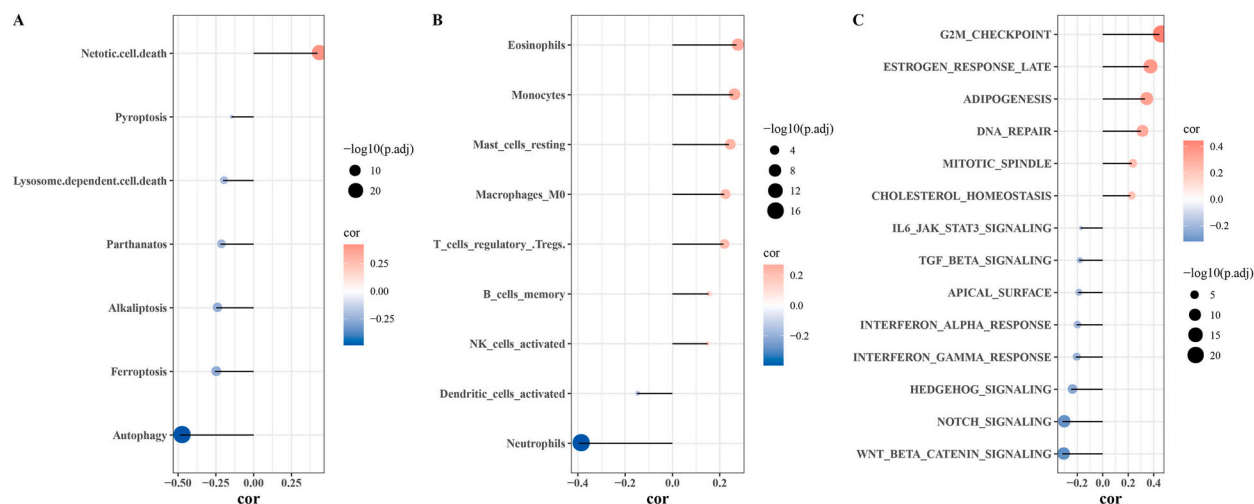 A
Netotic.cell.death
Pyroptosis
Lysosome.dependent.cell.death
Parthanatos
Alkaliptosis
Ferroptosis
Autophagy
−0.50 −0.25 0.00 0.25
cor
−log10(p.adj)
10
20
cor
0.25
0.00
−0.25
B
Eosinophils
Monocytes
Mast_cells_resting
Macrophages_M0
T_cells_regulatory_.Tregs.
B_cells_memory
NK_cells_activated
Dendritic_cells_activated
Neutrophils
−0.4 −0.2 0.0 0.2
cor
−log10(p.adj)
4
8
12
16
cor
0.2
0.0
−0.2
C
G2M_CHECKPOINT
ESTROGEN_RESPONSE_LATE
ADIPOGENESIS
DNA_REPAIR
MITOTIC_SPINDLE
CHOLESTEROL_HOMEOSTASIS
IL6_JAK_STAT3_SIGNALING
TGF_BETA_SIGNALING
APICAL_SURFACE
INTERFERON_ALPHA_RESPONSE
INTERFERON_GAMMA_RESPONSE
HEDGEHOG_SIGNALING
NOTCH_SIGNALING
WNT_BETA_CATENIN_SIGNALING
−0.2 0.0 0.2 0.4
cor
cor
0.4
0.2
0.0
−0.2
−log10(p.adj)
5
10
15
20